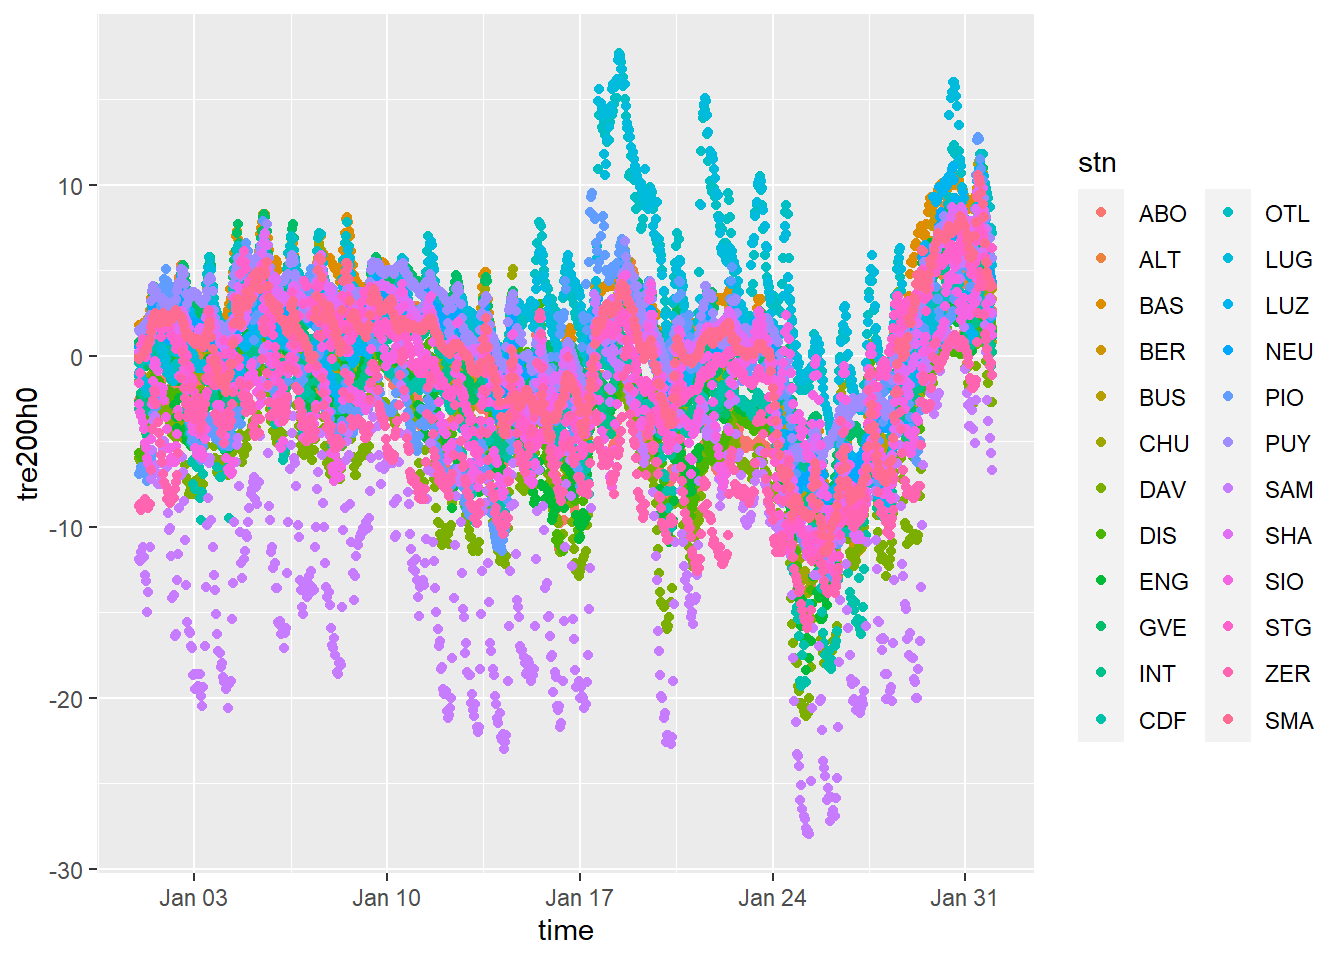 10
0
-10
-20
-30
tre200h0
Jan 03
Jan 10
Jan 17
Jan 24
Jan 31
time
stn
ABO
ALT
BAS
BER
BUS
CHU
DAV
DIS
ENG
GVE
INT
CDF
OTL
LUG
LUZ
NEU
PIO
PUY
SAM
SHA
SIO
STG
ZER
SMA